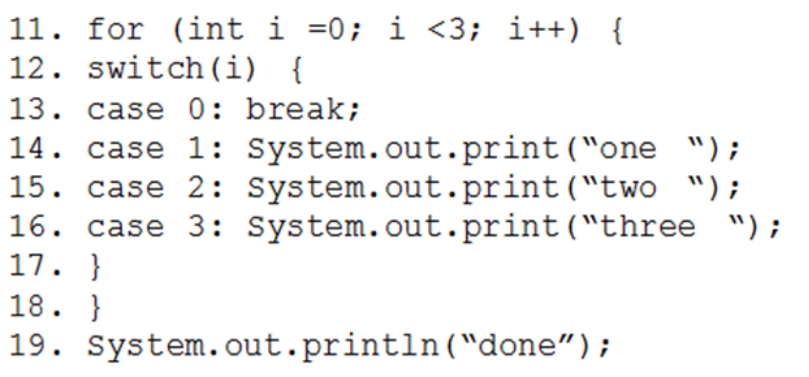 11. for (int i =0; i <3; i++) {
12. switch(i) {
13. case 0: break;
14. case 1: System.out.print(“one “);
15. case 2: System.out.print(“two “);
16. case 3: System.out.print(“three “);
17. }
18. }
19. System.out.println(“done”);